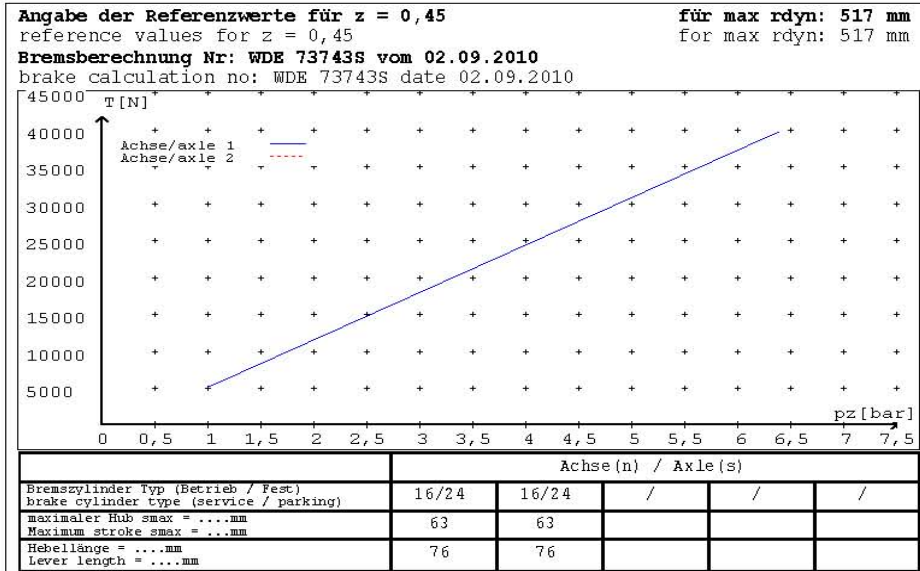 Angabe der Referenzwerte für z = 0,45 für max rdyn: 517 mm
reference values for z = 0,45 for max rdyn: 517 mm
Bremsberechnung Nr: WDE 73743S vom 02.09.2010
brake calculation no: WDE 73743S date 02.09.2010
45000 T[N]
40000
Achse/axle 1
Achse/axle 2
35000
30000
25000
20000
15000
10000
5000
pz[bar]
0 0,5 1 1,5 2 2,5 3 3,5 4 4,5 5 5,5 6 6,5 7 7,5
Achse(n) / Axle(s)
Bremszylinder Typ (Betrieb / Fest) 16/24 16/24 / / /
brake cylinder type (service / parking)
maximaler Hub smax = ....mm 63 63
Maximum stroke smax = ...mm
Hebellänge = ....mm 76 76
Lever length = ....mm